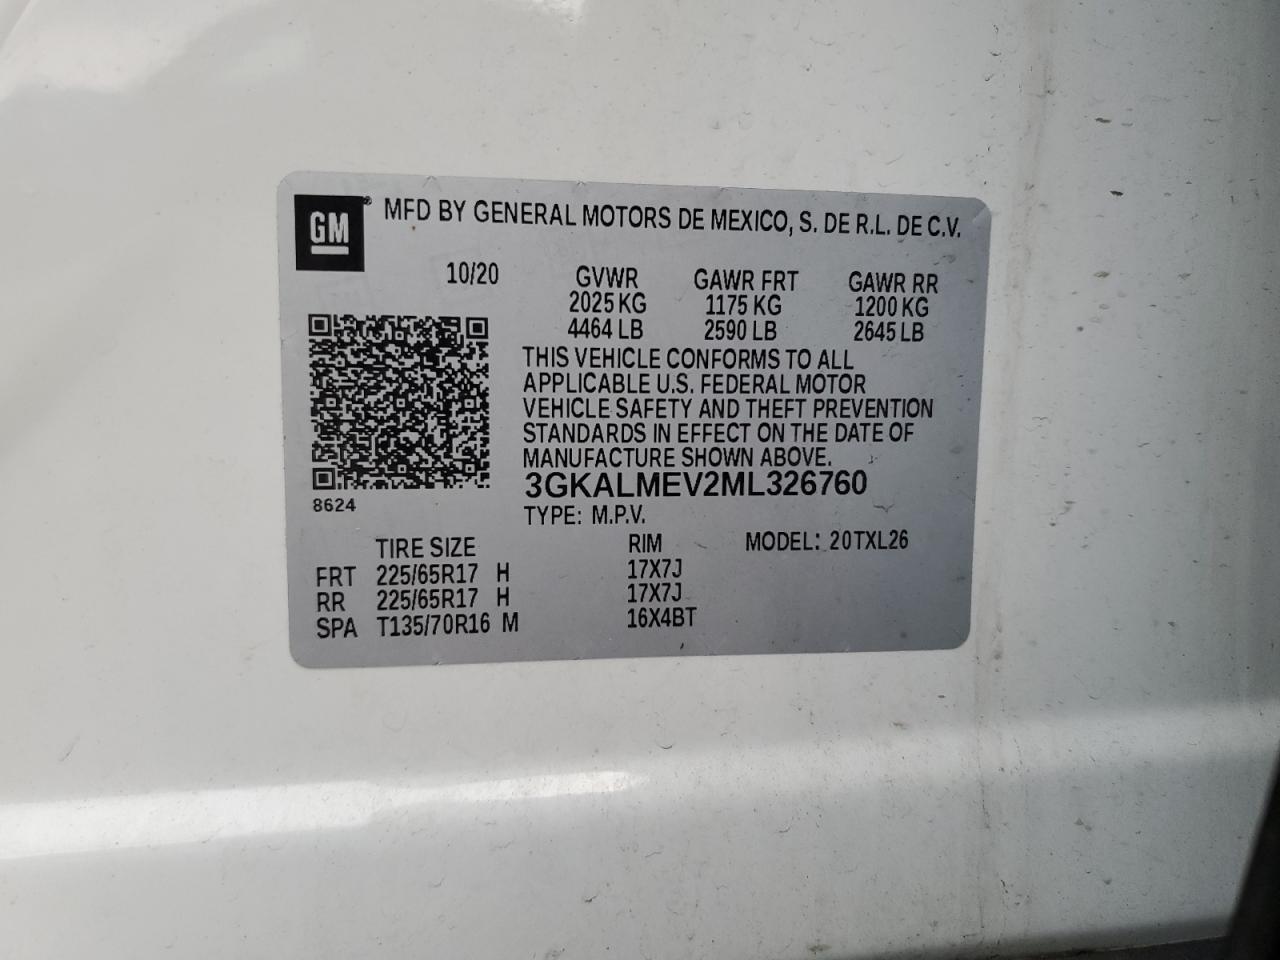 GM® MFD BY GENERAL MOTORS DE MEXICO, S. DE R.L. DE C.V.
10/20 GVWR GAWR FRT GAWR RR
2025 KG 1175 KG 1200 KG
4464 LB 2590 LB 2645 LB
THIS VEHICLE CONFORMS TO ALL
APPLICABLE U.S. FEDERAL MOTOR
VEHICLE SAFETY AND THEFT PREVENTION
STANDARDS IN EFFECT ON THE DATE OF
MANUFACTURE SHOWN ABOVE.
3GKALMEV2ML326760
8624
TYPE: M.P.V.
TIRE SIZE RIM MODEL: 20TXL26
FRT 225/65R17 H 17X7J
RR 225/65R17 H 17X7J
SPA T135/70R16 M 16X4BT